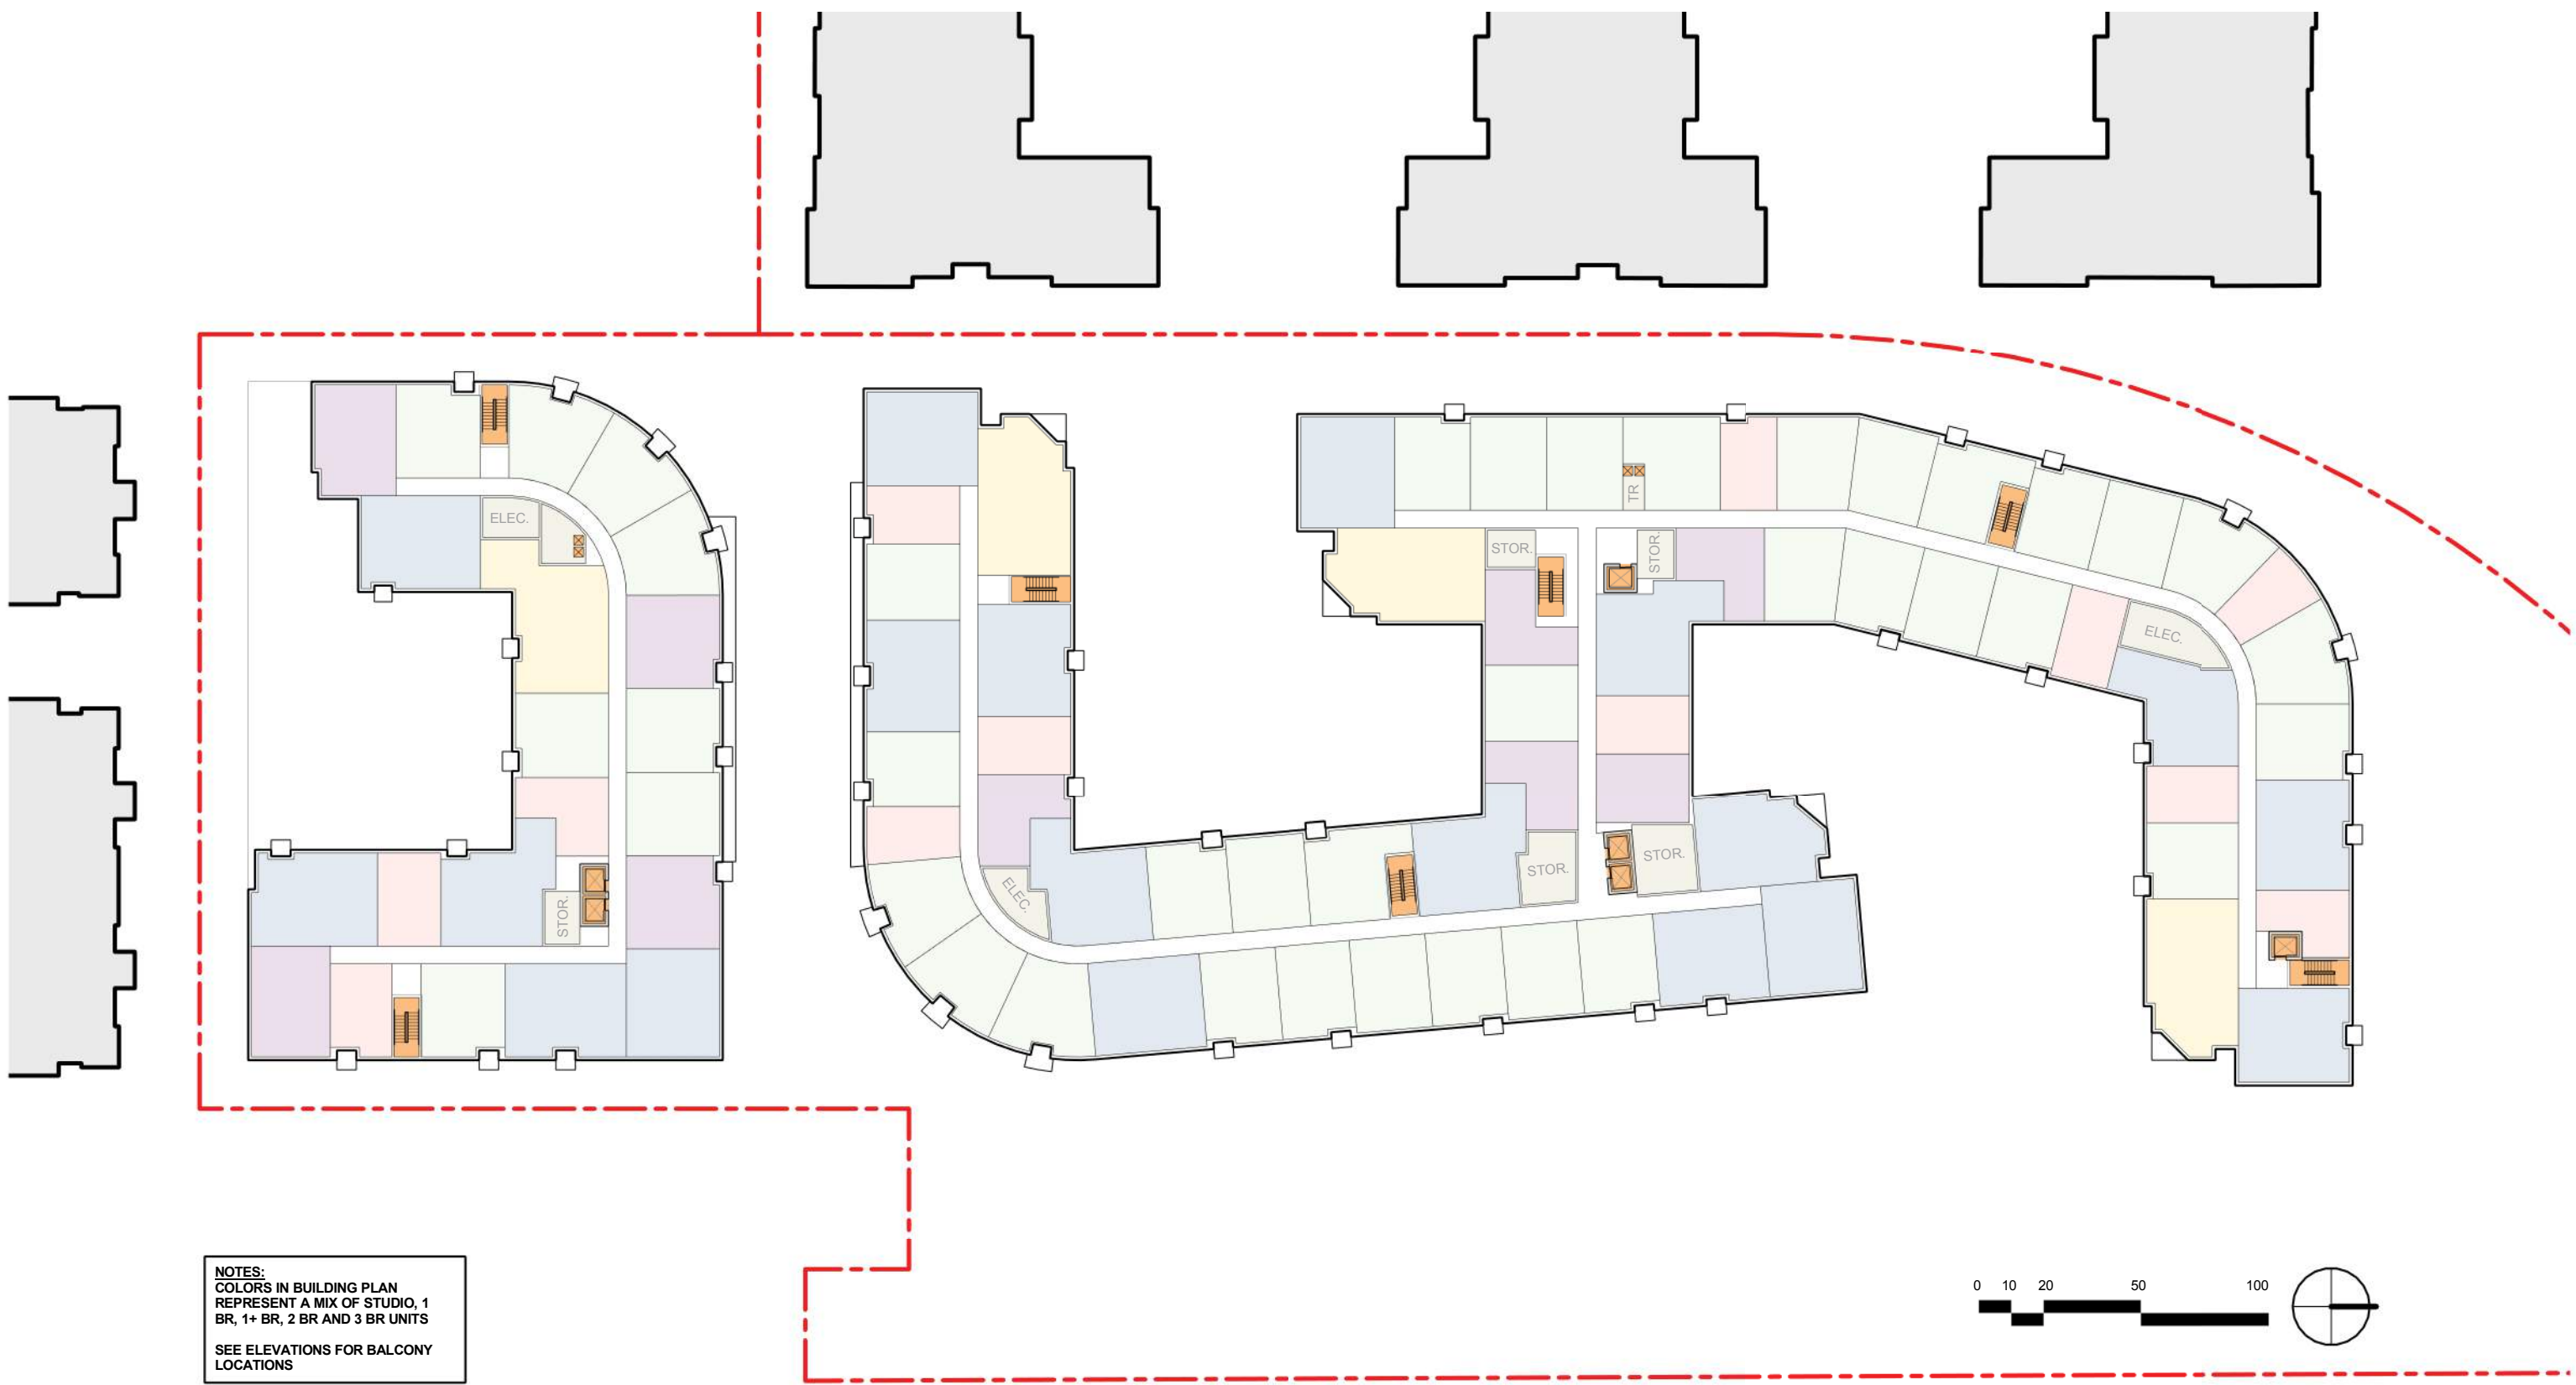 ELEC.
TR
STOR.
STOR.
ELEC.
STOR.
STOR.
STOR.
ELEC.
NOTES:
COLORS IN BUILDING PLAN
REPRESENT A MIX OF STUDIO, 1
BR, 1+ BR, 2 BR AND 3 BR UNITS
SEE ELEVATIONS FOR BALCONY
LOCATIONS
0 10 20 50 100